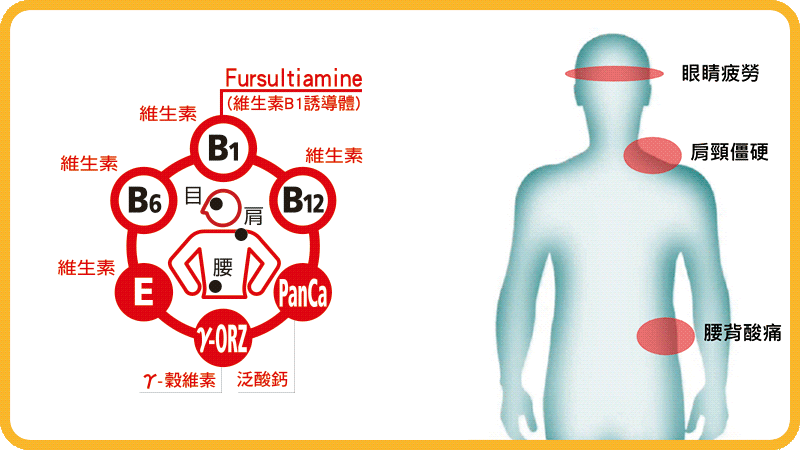 Fursultiamine
(維生素B1誘導體)
維生素
B1
維生素
B6
維生素
B12
目
肩
腰
維生素
E
PanCa
γ-ORZ
γ-穀維素
泛酸鈣
眼睛疲勞
肩頸僵硬
腰背酸痛